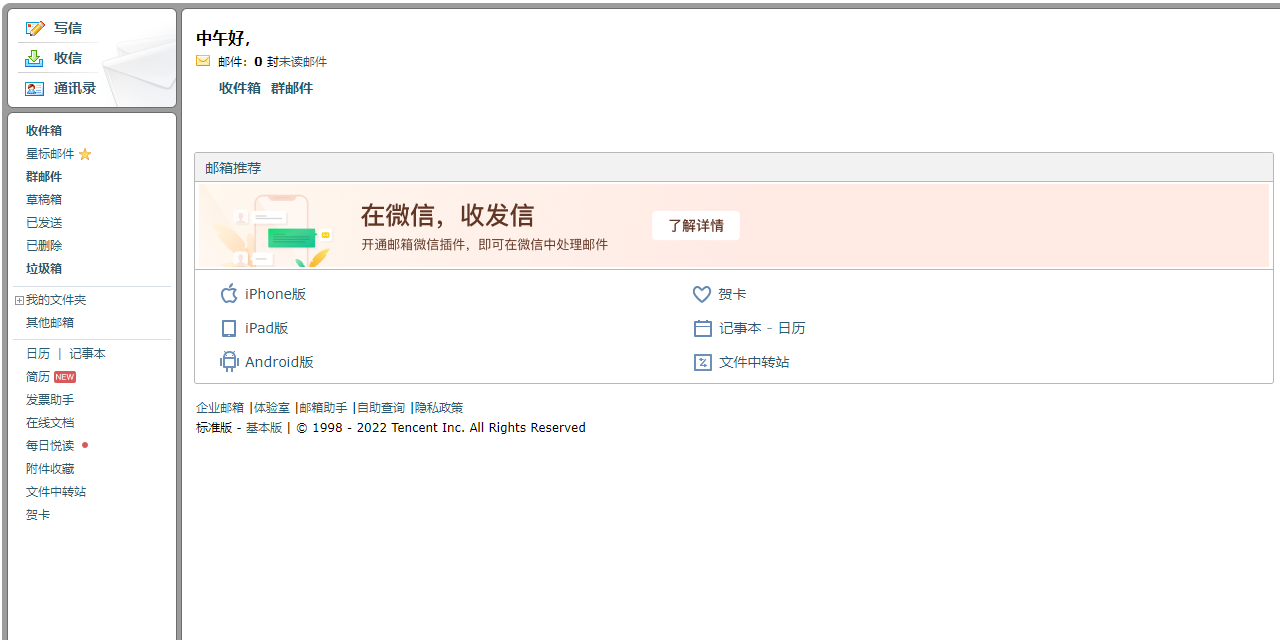 写信
收信
通讯录
收件箱
星标邮件
群邮件
草稿箱
已发送
已删除
垃圾箱
我的文件夹
其他邮箱
日历 | 记事本
简历 NEW
发票助手
在线文档
每日悦读
附件收藏
文件中转站
贺卡
中午好，
邮件：0 封未读邮件
收件箱 群邮件
邮箱推荐
在微信，收发信
开通邮箱微信插件，即可在微信中处理邮件
了解详情
iPhone版
贺卡
iPad版
记事本 - 日历
Android版
文件中转站
企业邮箱 |体验室 |邮箱助手 |自助查询 |隐私政策
标准版 - 基本版 | © 1998 - 2022 Tencent Inc. All Rights Reserved